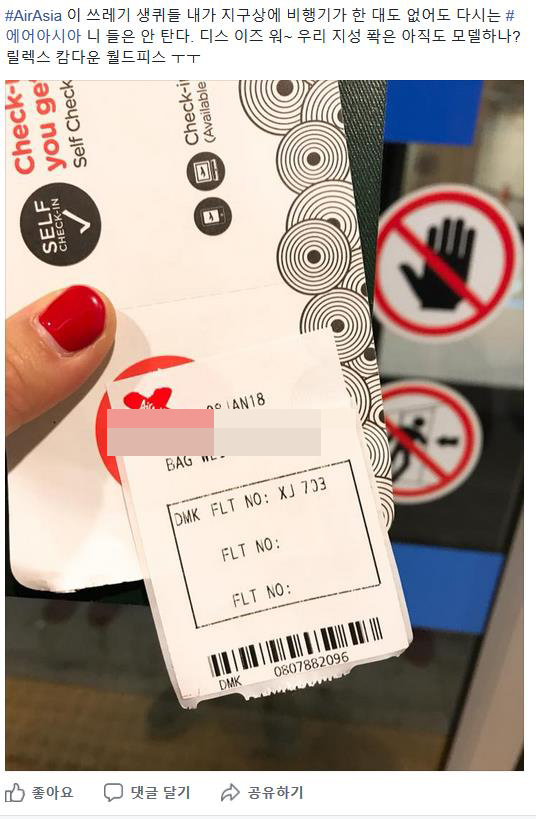 #AirAsia 이 쓰레기 생퀴들 내가 지구상에 비행기가 한 대도 없어도 다시는 #
에어아시아 니 들은 안 탄다. 디스 이즈 워~ 우리 지성 퐉은 아직도 모델하나?
릴렉스 캄다운 월드피스 ㅜㅜ
Check-
you ge
Self Check
Check-i
(Available
SELF
CHECK-IN
Air
JAN18
BAG
DMK FLT NO: XJ 703
FLT NO:
FLT NO:
DMK 0807882096
좋아요 댓글 달기 공유하기